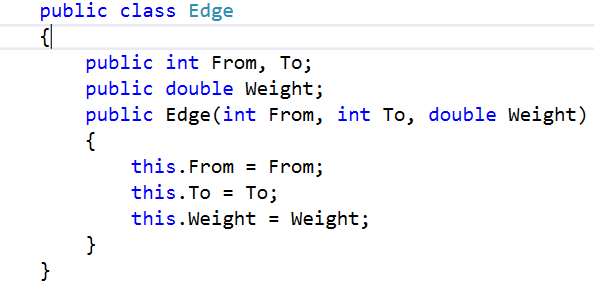 public class Edge
{
public int From, To;
public double Weight;
public Edge(int From, int To, double Weight)
{
this.From = From;
this.To = To;
this.Weight = Weight;
}
}